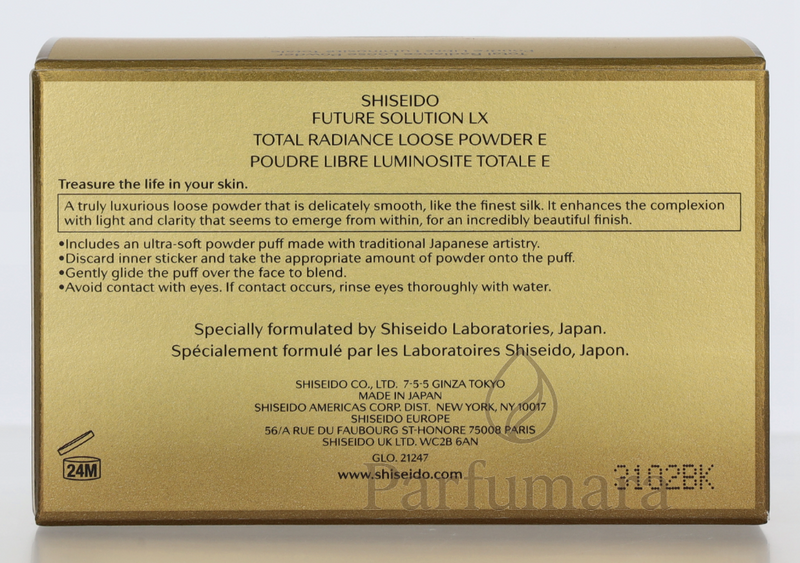 SHISEIDO
FUTURE SOLUTION LX
TOTAL RADIANCE LOOSE POWDER E
POUDRE LIBRE LUMINOSITE TOTALE E
Treasure the life in your skin.
A truly luxurious loose powder that is delicately smooth, like the finest silk. It enhances the complexion
with light and clarity that seems to emerge from within, for an incredibly beautiful finish.
•Includes an ultra-soft powder puff made with traditional Japanese artistry.
•Discard inner sticker and take the appropriate amount of powder onto the puff.
•Gently glide the puff over the face to blend.
•Avoid contact with eyes. If contact occurs, rinse eyes thoroughly with water.
Specially formulated by Shiseido Laboratories, Japan.
Spécialement formulé par les Laboratoires Shiseido, Japon.
SHISEIDO CO., LTD. 7-5-5 GINZA TOKYO
MADE IN JAPAN
SHISEIDO AMERICAS CORP. DIST. NEW YORK, NY 10017
SHISEIDO EUROPE
56/A RUE DU FAUBOURG ST-HONORE 75008 PARIS
SHISEIDO UK LTD. WC2B 6AN
GLO. 21247
24M
www.shiseido.com
3102BK
Parfumara